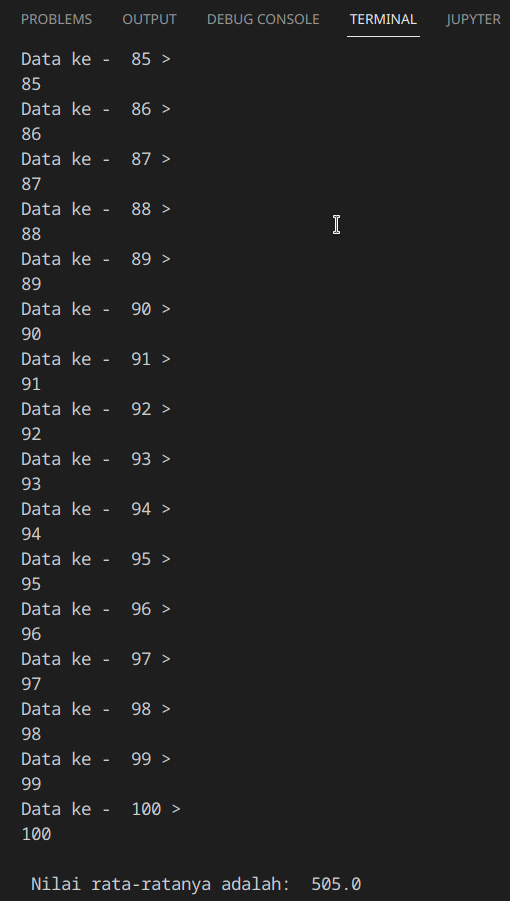 PROBLEMS OUTPUT DEBUG CONSOLE TERMINAL JUPYTER
Data ke -  85 >
85
Data ke -  86 >
86
Data ke -  87 >
87
Data ke -  88 >
88
Data ke -  89 >
89
Data ke -  90 >
90
Data ke -  91 >
91
Data ke -  92 >
92
Data ke -  93 >
93
Data ke -  94 >
94
Data ke -  95 >
95
Data ke -  96 >
96
Data ke -  97 >
97
Data ke -  98 >
98
Data ke -  99 >
99
Data ke -  100 >
100
Nilai rata-ratanya adalah:  505.0